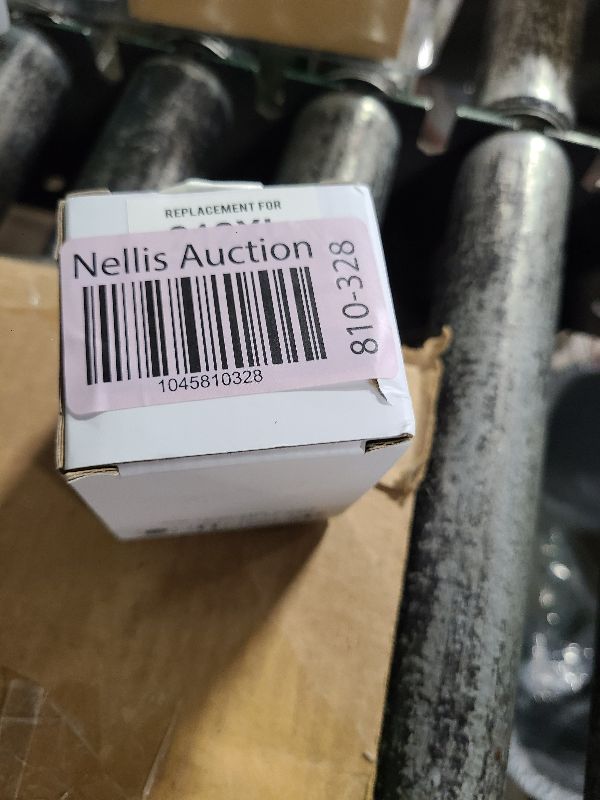 REPLACEMENT FOR
Nellis Auction
810-328
1045810328